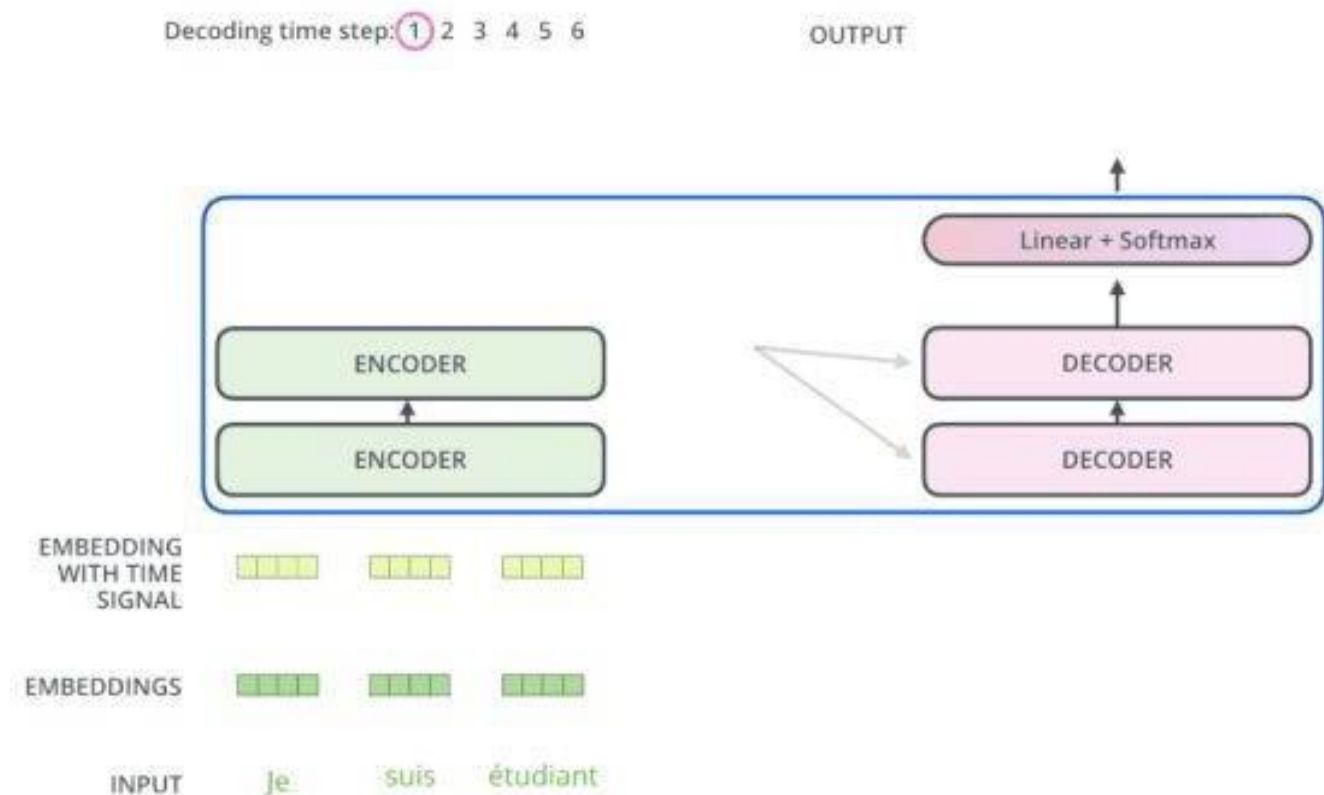 Decoding time step: 1 2 3 4 5 6
OUTPUT
Linear + Softmax
ENCODER
DECODER
ENCODER
DECODER
EMBEDDING
WITH TIME
SIGNAL
EMBEDDINGS
INPUT Je suis étudiant